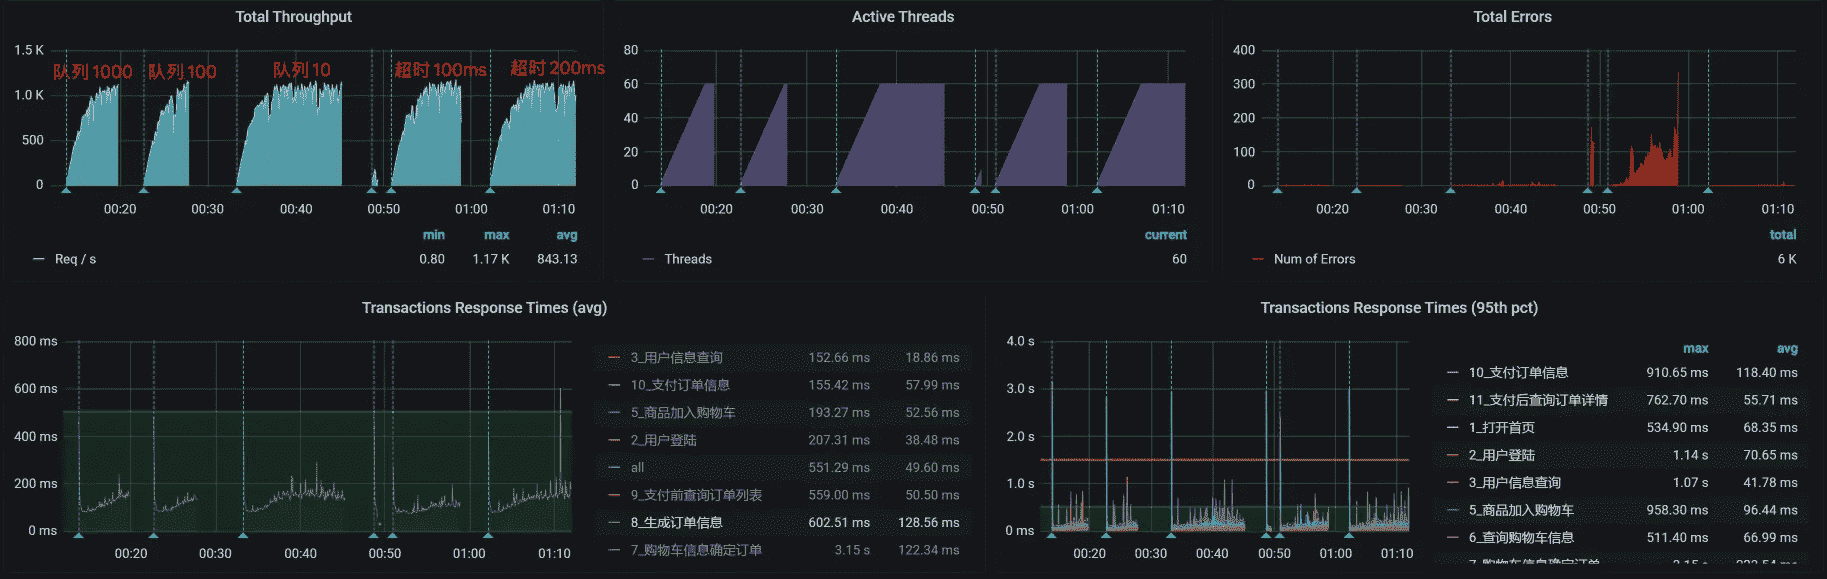 Total Throughput
1.5 K
1.0 K
500
0
队列1000
队列100
队列10
超时100ms
超时200ms
00:20
00:30
00:40
00:50
01:00
01:10
min max avg
Req / s 0.80 1.17 K 843.13
Active Threads
80
60
40
20
0
00:20
00:30
00:40
00:50
01:00
01:10
current
Threads 60
Total Errors
400
300
200
100
0
00:20
00:30
00:40
00:50
01:00
01:10
total
Num of Errors 6 K
Transactions Response Times (avg)
800 ms
600 ms
400 ms
200 ms
0 ms
00:20
00:30
00:40
00:50
01:00
01:10
3_用户信息查询 152.66 ms 18.86 ms
10_支付订单信息 155.42 ms 57.99 ms
5_商品加入购物车 193.27 ms 52.56 ms
2_用户登陆 207.31 ms 38.48 ms
all 551.29 ms 49.60 ms
9_支付前查询订单列表 559.00 ms 50.50 ms
8_生成订单信息 602.51 ms 128.56 ms
7_购物车信息确定订单 3.15 s 122.34 ms
Transactions Response Times (95th pct)
4.0 s
3.0 s
2.0 s
1.0 s
0 ms
00:20
00:30
00:40
00:50
01:00
01:10
max avg
10_支付订单信息 910.65 ms 118.40 ms
11_支付后查询订单详情 762.70 ms 55.71 ms
1_打开首页 534.90 ms 68.35 ms
2_用户登陆 1.14 s 70.65 ms
3_用户信息查询 1.07 s 41.78 ms
5_商品加入购物车 958.30 ms 96.44 ms
6_查询购物车信息 511.40 ms 66.99 ms